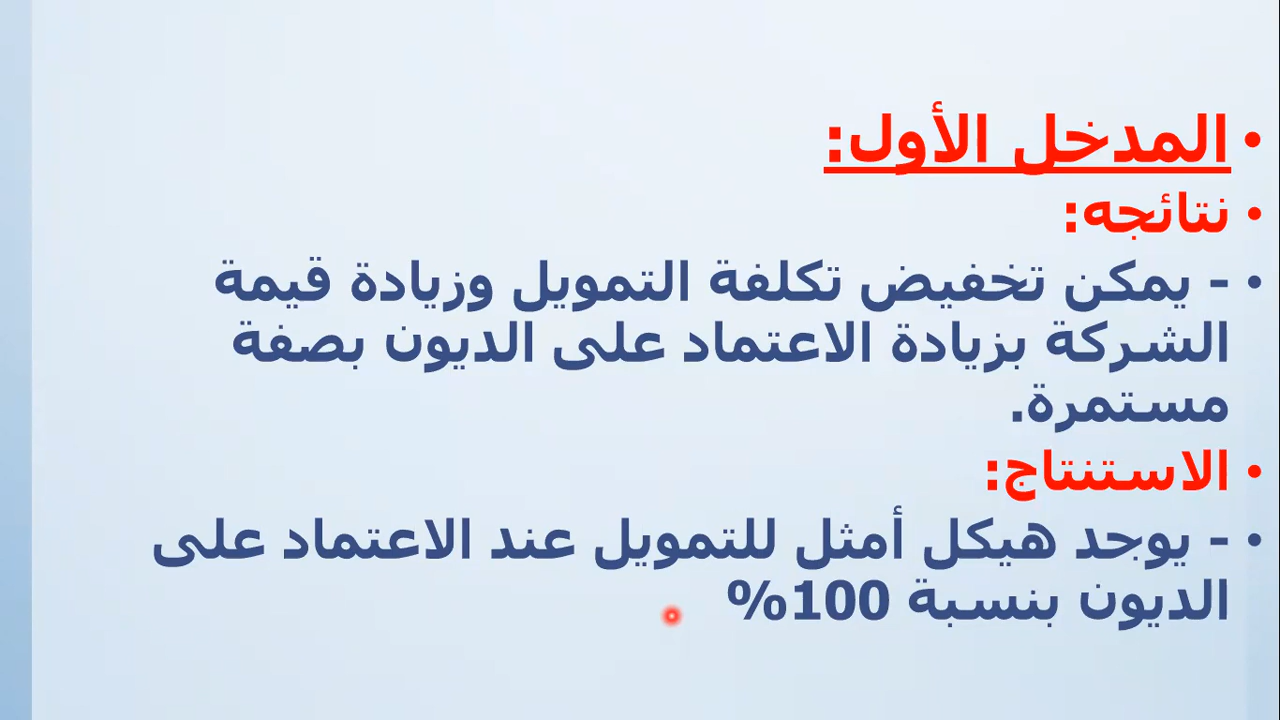 • المدخل الأول:
• نتائجه:
• - يمكن تخفيض تكلفة التمويل وزيادة قيمة
الشركة بزيادة الاعتماد على الديون بصفة
مستمرة.
• الاستنتاج:
• - يوجد هيكل أمثل للتمويل عند الاعتماد على
الديون بنسبة 100%